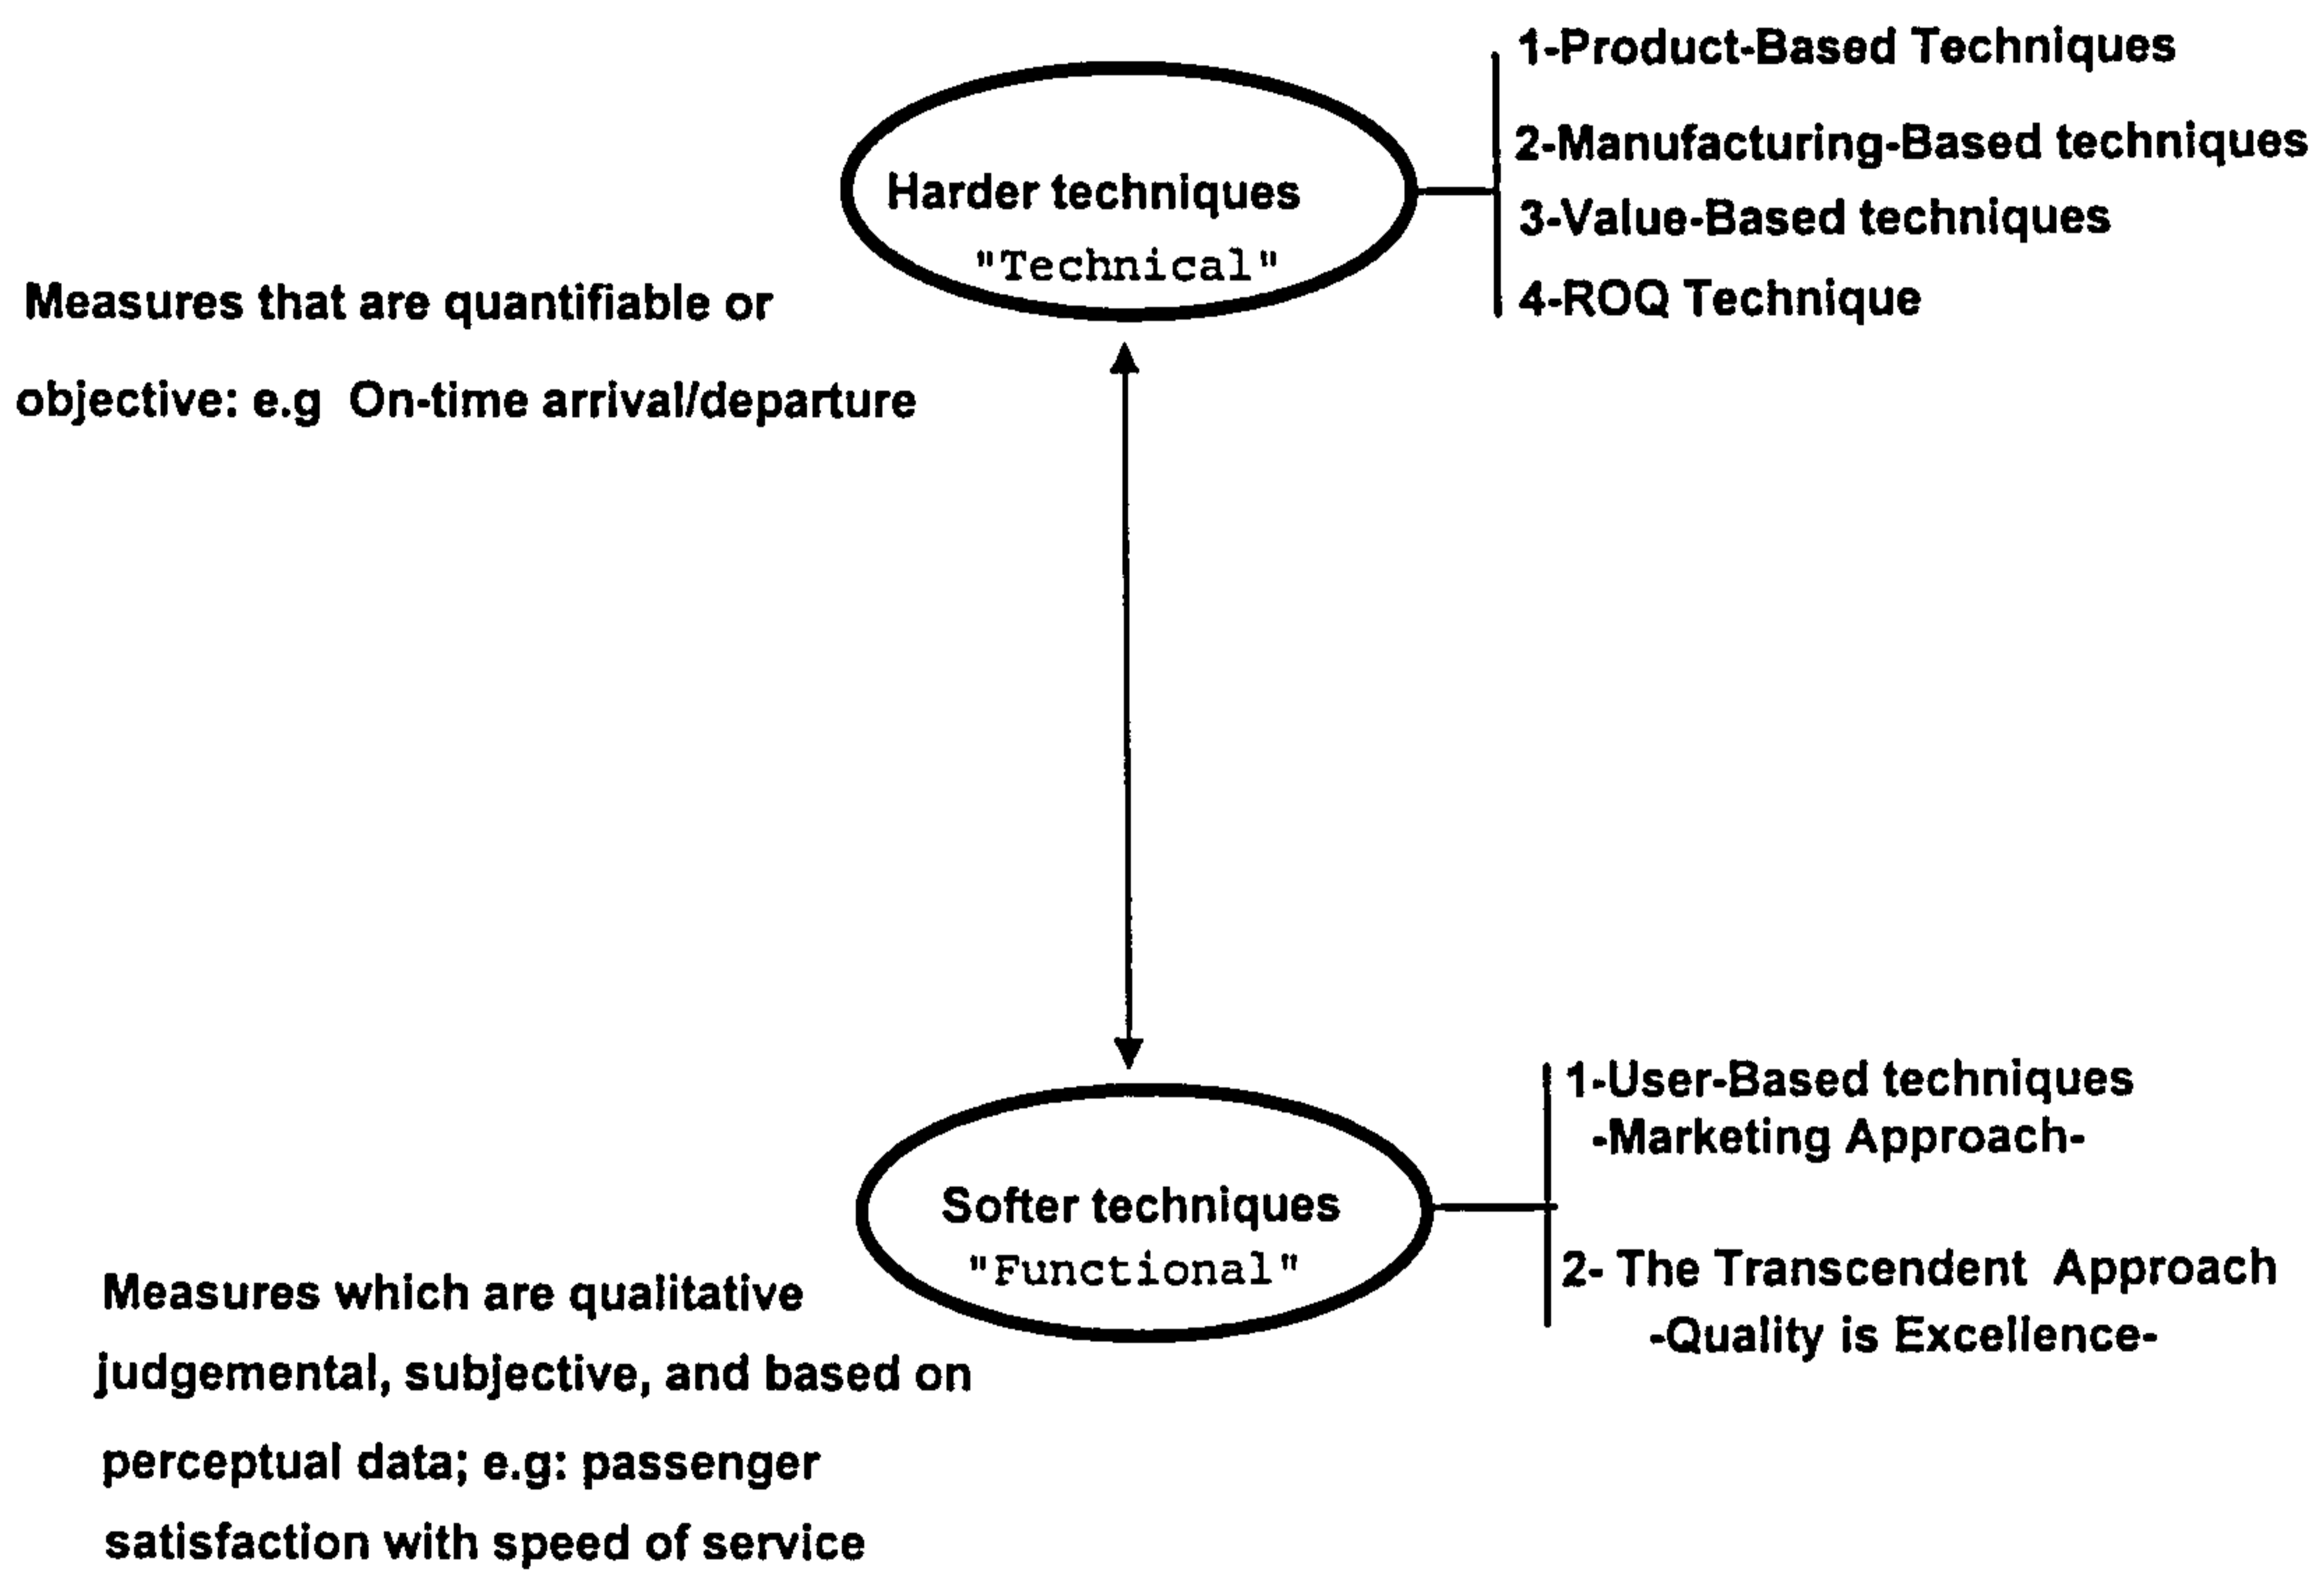 1-Product-Based Techniques
2-Manufacturing-Based techniques
3-Value-Based techniques
4-ROQ Technique
Harder techniques
"Technical"
Measures that are quantifiable or
objective: e.g On-time arrival/departure
1-User-Based techniques
-Marketing Approach-
2- The Transcendent Approach
-Quality is Excellence-
Softer techniques
"Functional"
Measures which are qualitative
judgemental, subjective, and based on
perceptual data; e.g: passenger
satisfaction with speed of service